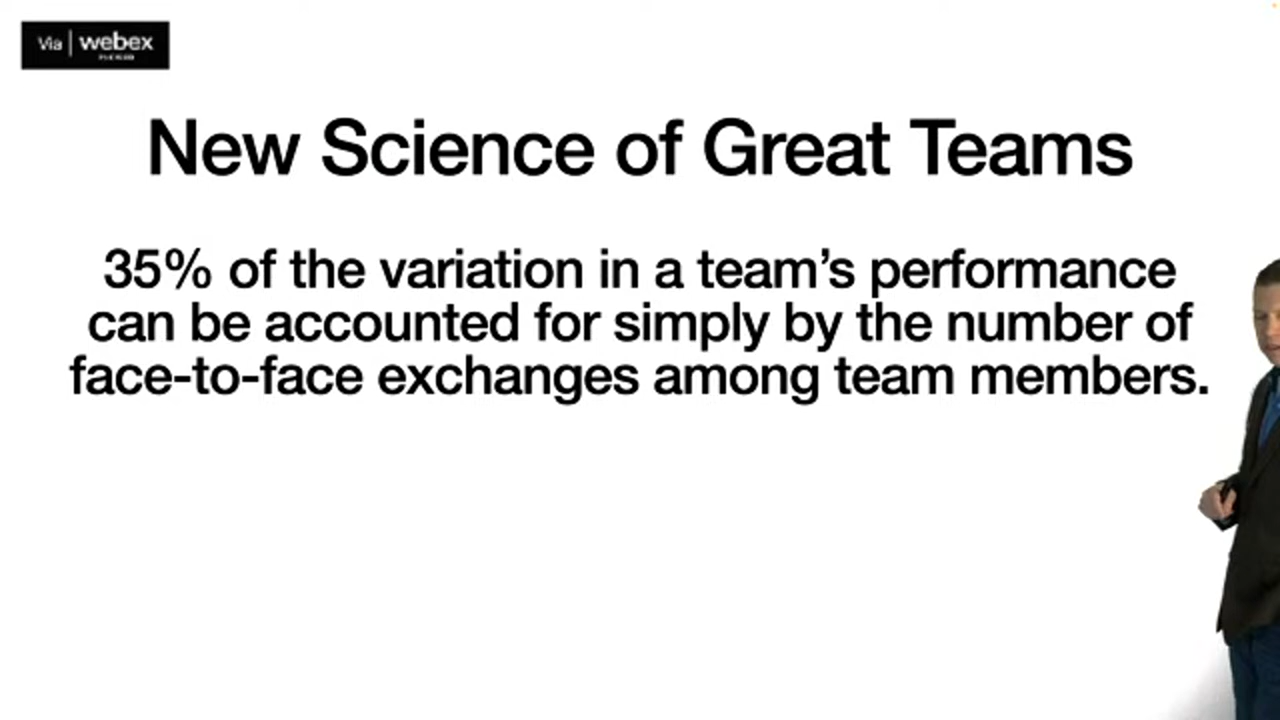 Via | webex
New Science of Great Teams
35% of the variation in a team's performance
can be accounted for simply by the number of
face-to-face exchanges among team members.